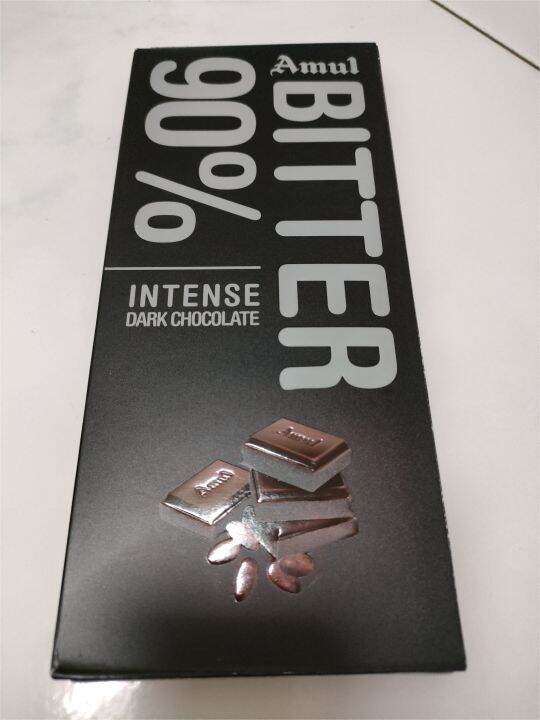 Amul
BITTER
90%
INTENSE
DARK CHOCOLATE
Amul
Amul